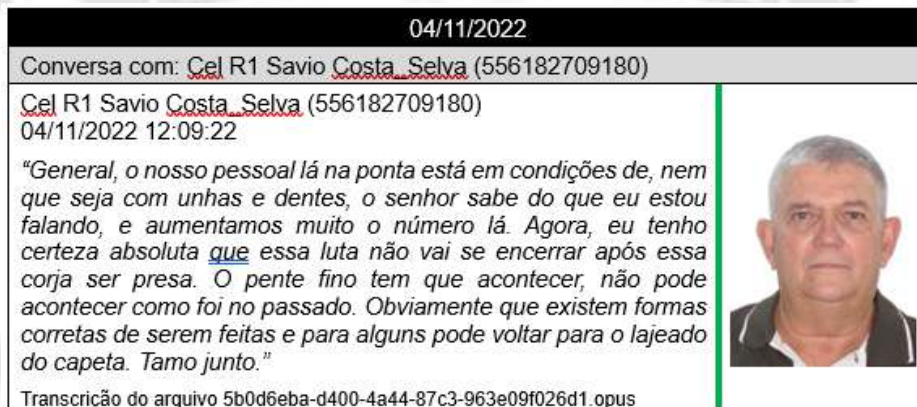 04/11/2022
Conversa com: Cel R1 Savio Costa_Selva (556182709180)
Cel R1 Savio Costa_Selva (556182709180)
04/11/2022 12:09:22
“General, o nosso pessoal lá na ponta está em condições de, nem
que seja com unhas e dentes, o senhor sabe do que eu estou
falando, e aumentamos muito o número lá. Agora, eu tenho
certeza absoluta que essa luta não vai se encerrar após essa
corja ser presa. O pente fino tem que acontecer, não pode
acontecer como foi no passado. Obviamente que existem formas
corretas de serem feitas e para alguns pode voltar para o lajeado
do capeta. Tamo junto.”
Transcrição do arquivo 5b0d6eba-d400-4a44-87c3-963e09f026d1.opus